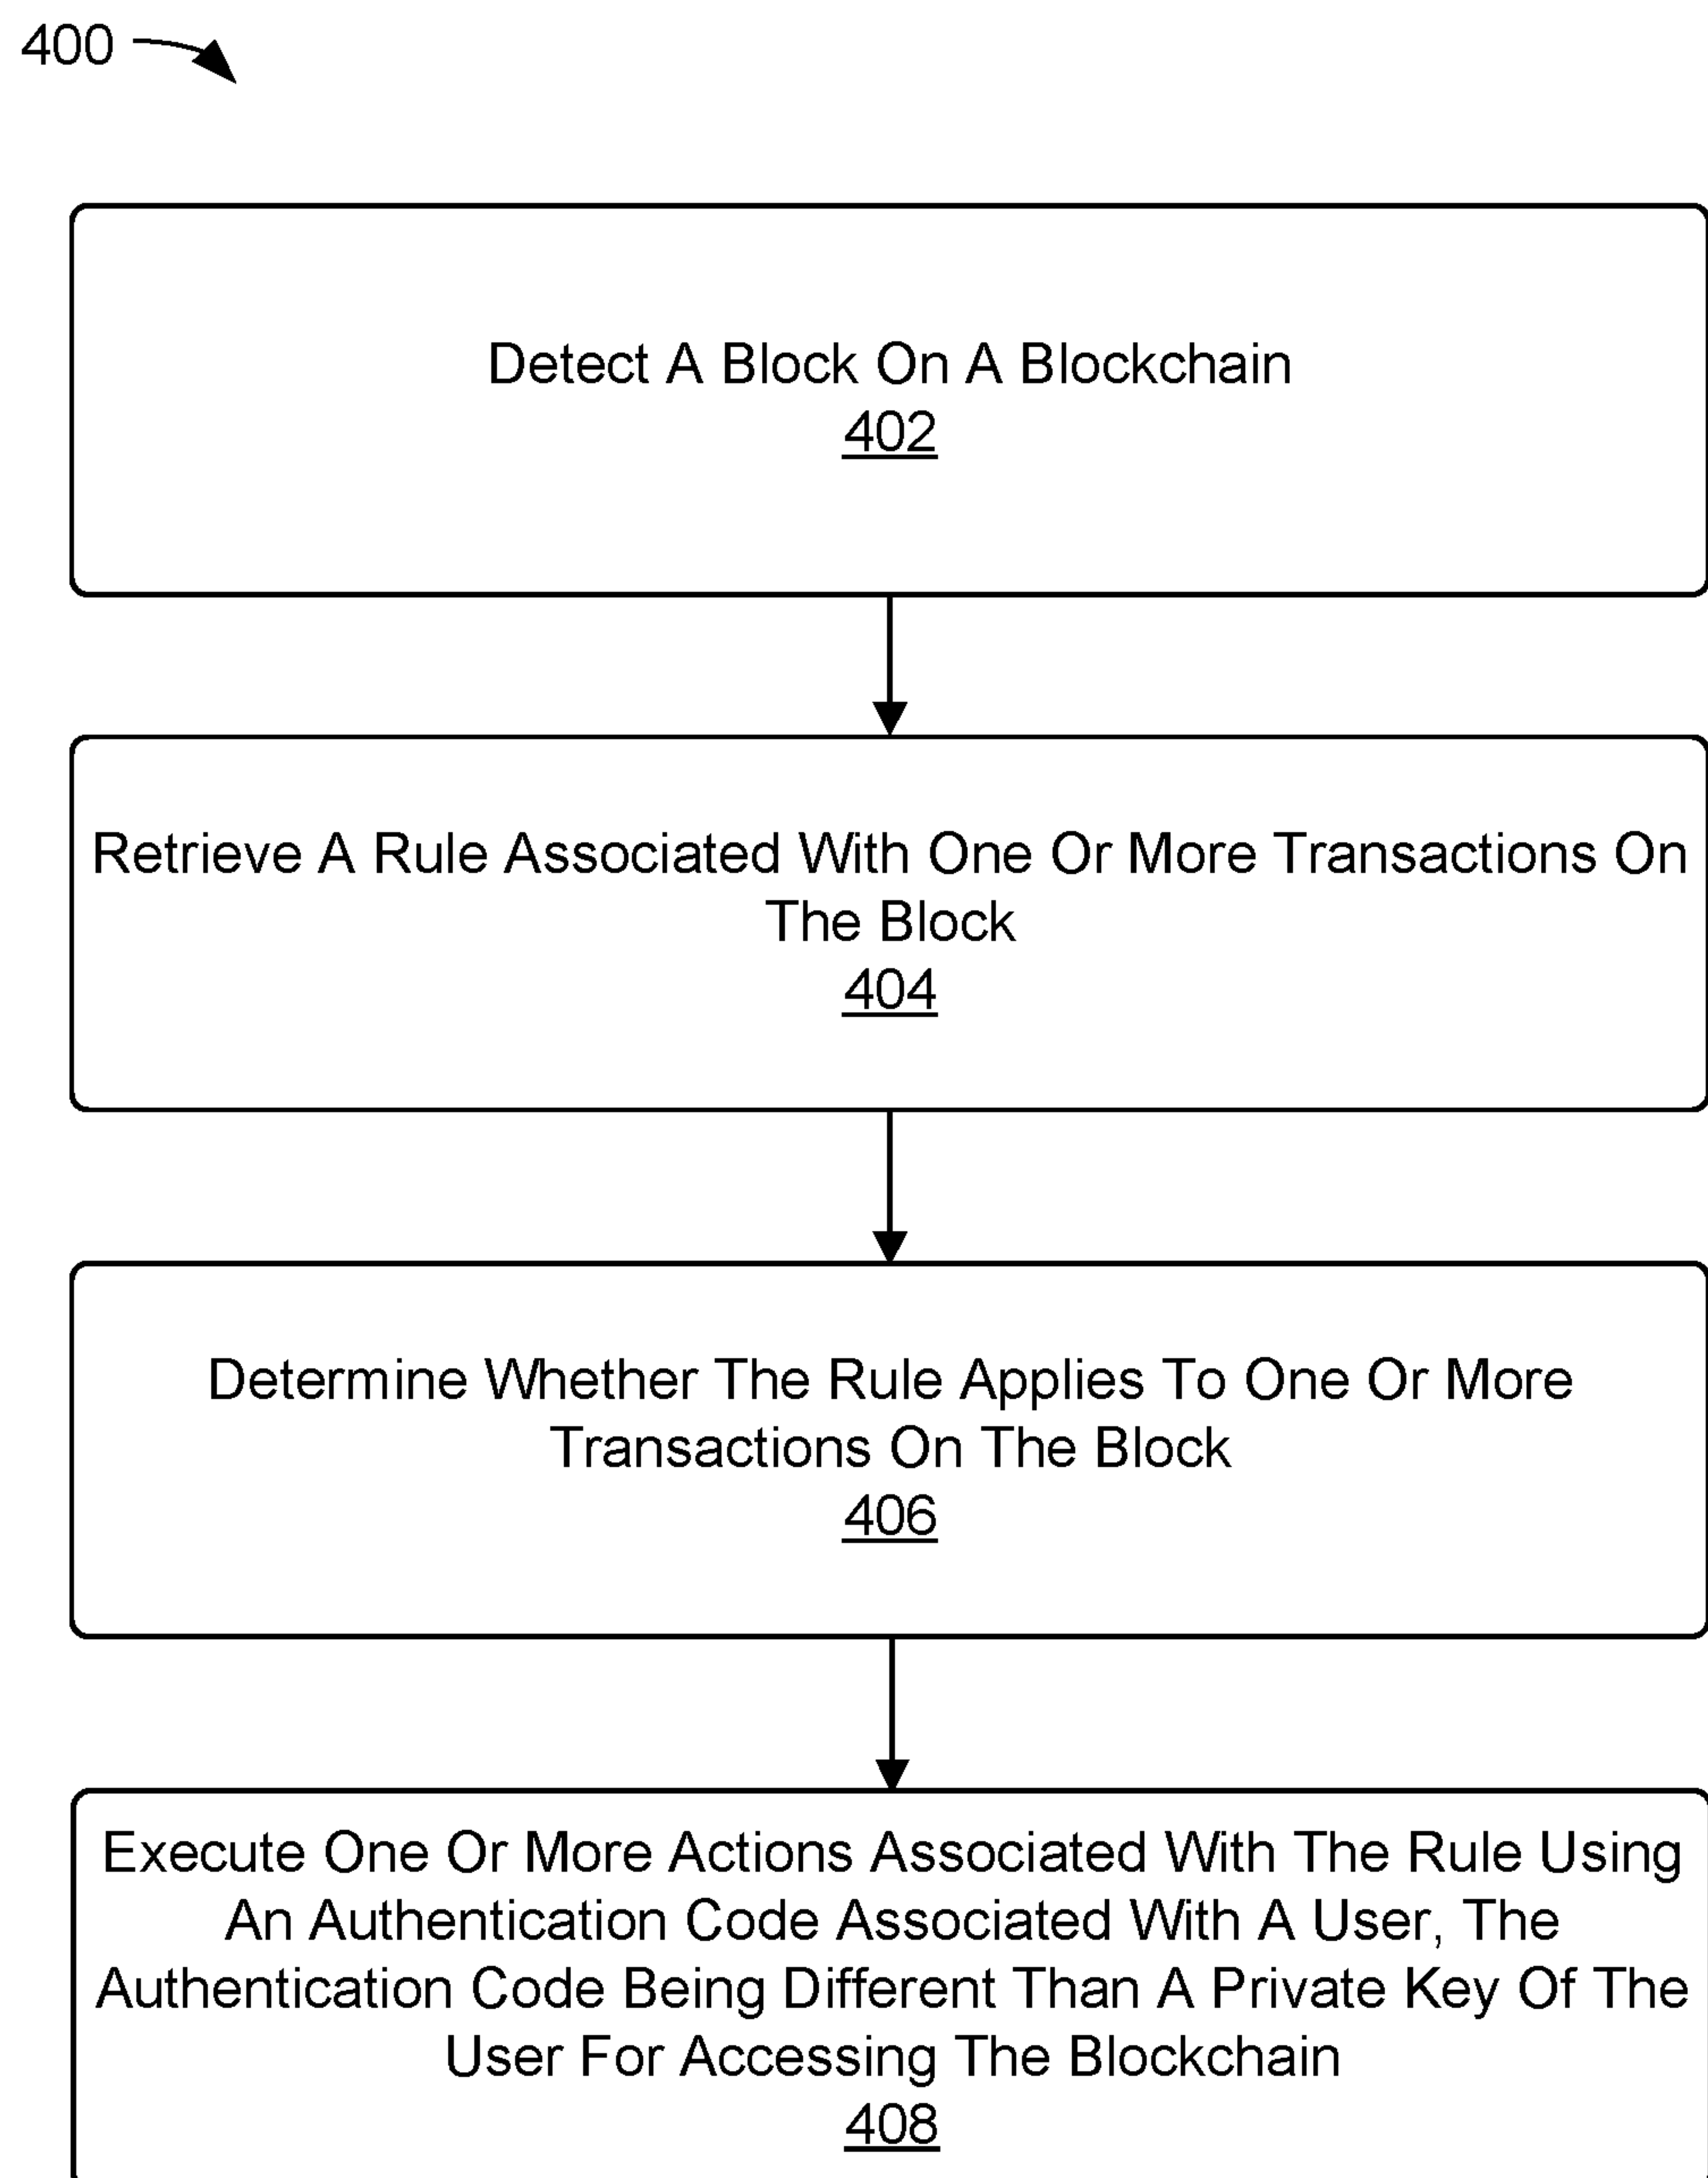 400
Detect A Block On A Blockchain
402
Retrieve A Rule Associated With One Or More Transactions On
The Block
404
Determine Whether The Rule Applies To One Or More
Transactions On The Block
406
Execute One Or More Actions Associated With The Rule Using
An Authentication Code Associated With A User, The
Authentication Code Being Different Than A Private Key Of The
User For Accessing The Blockchain
408